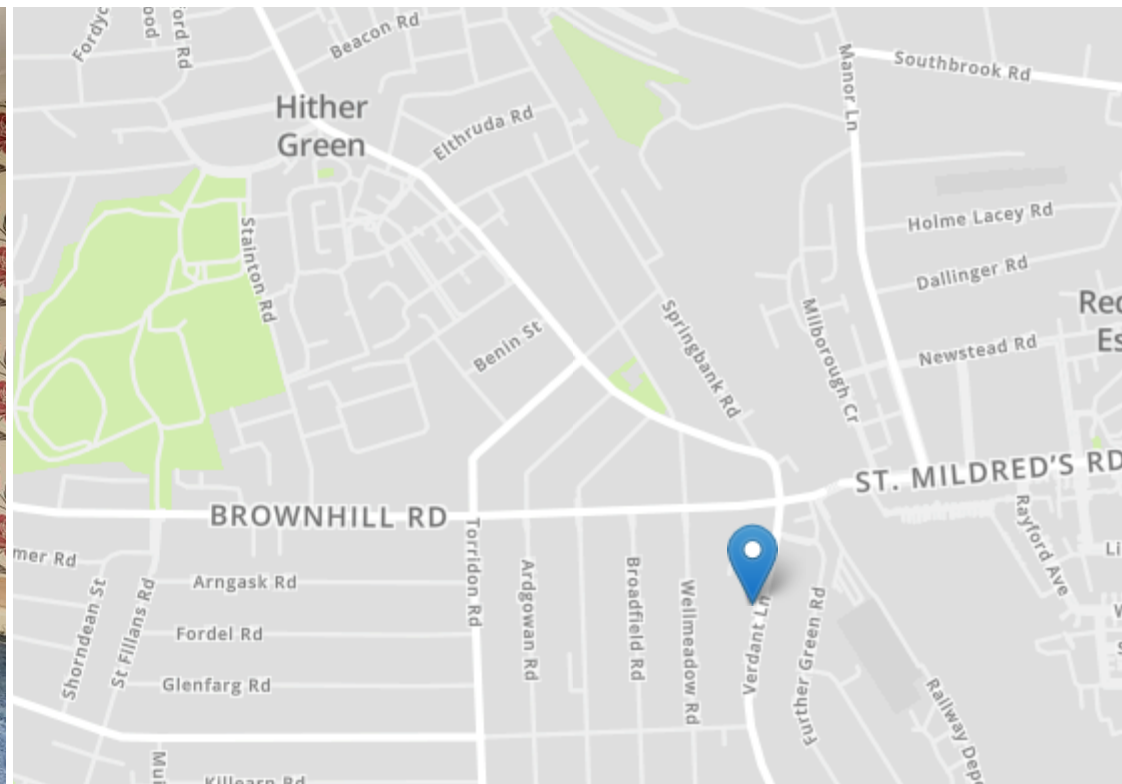 Beacon Rd
Southbrook Rd
Manor Ln
Hither
Green
Elthruda Rd
Holme Lacey Rd
Stainton Rd
Dallinger Rd
Springbank Rd
Milborough Cr
Benin St
Newstead Rd
ST. MILDRED'S RD
BROWNHILL RD
Rayford Ave
Torridon Rd
Arngask Rd
Ardgowan Rd
Broadfield Rd
Wellmeadow Rd
Verdant Ln
Further Green Rd
Shorndean St
St Fillans Rd
Fordel Rd
Glenfarg Rd
Railway Dep
Killearn Rd